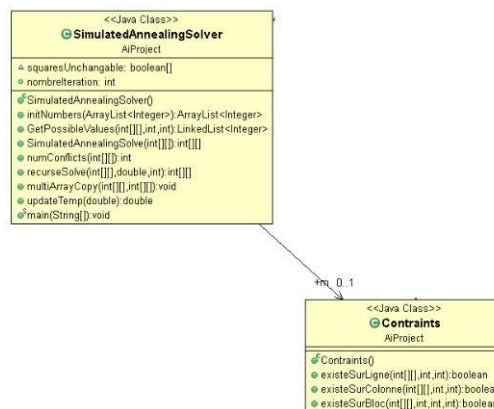 <<Java Class>>
SimulatedAnnealingSolver
AiProject
squaresUnchangable: boolean[]
nombreIteration: int
SimulatedAnnealingSolver()
initNumbers(ArrayList<Integer>):ArrayList<Integer>
GetPossibleValues(int[][],int,int):LinkedList<Integer>
SimulatedAnnealingSolve(int[][]):int[][]
numConflicts(int[][]):int
recurseSolve(int[][],double,int):int[][]
multiArrayCopy(int[][],int[][]):void
updateTemp(double):double
main(String[]):void
+m 0..1
<<Java Class>>
Contraints
AiProject
Contraints()
existeSurLigne(int[][],int,int):boolean
existeSurColonne(int[][],int,int):boolea
existeSurBloc(int[][],int,int,int):boolean